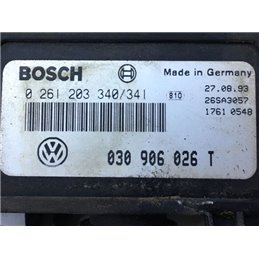 BOSCH
Made in Germany
0 261 203 340/341
810
27.08.93
26SA3057
1761 0548
030 906 026 T